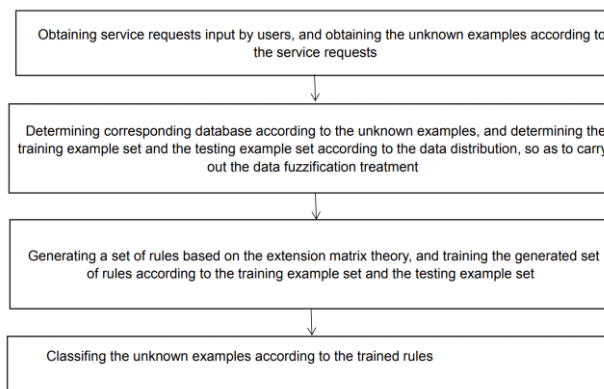 Obtaining service requests input by users, and obtaining the unknown examples according to
the service requests
Determining corresponding database according to the unknown examples, and determining the
training example set and the testing example set according to the data distribution, so as to carry
out the data fuzzification treatment
Generating a set of rules based on the extension matrix theory, and training the generated set
of rules according to the training example set and the testing example set
Classifing the unknown examples according to the trained rules